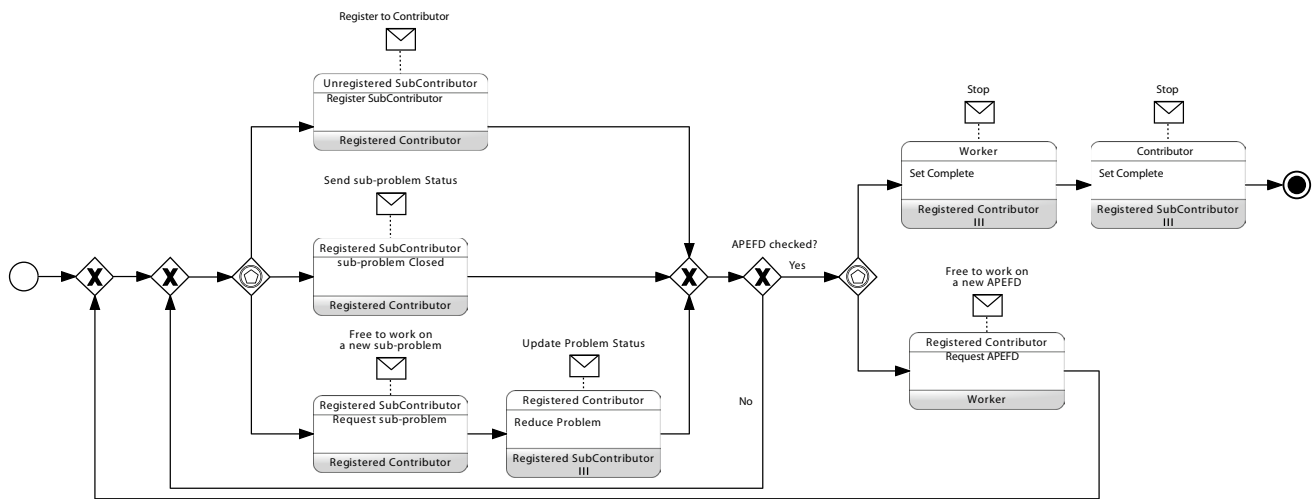 Register to Contributor
Unregistered SubContributor
Register SubContributor
Registered Contributor
Send sub-problem Status
Registered SubContributor
sub-problem Closed
Registered Contributor
Free to work on
a new sub-problem
Registered SubContributor
Request sub-problem
Registered Contributor
Update Problem Status
Registered Contributor
Reduce Problem
Registered SubContributor
III
APEFD checked?
Yes
No
Stop
Worker
Set Complete
Registered Contributor
III
Stop
Contributor
Set Complete
Registered SubContributor
III
Free to work on
a new APEFD
Registered Contributor
Request APEFD
Worker